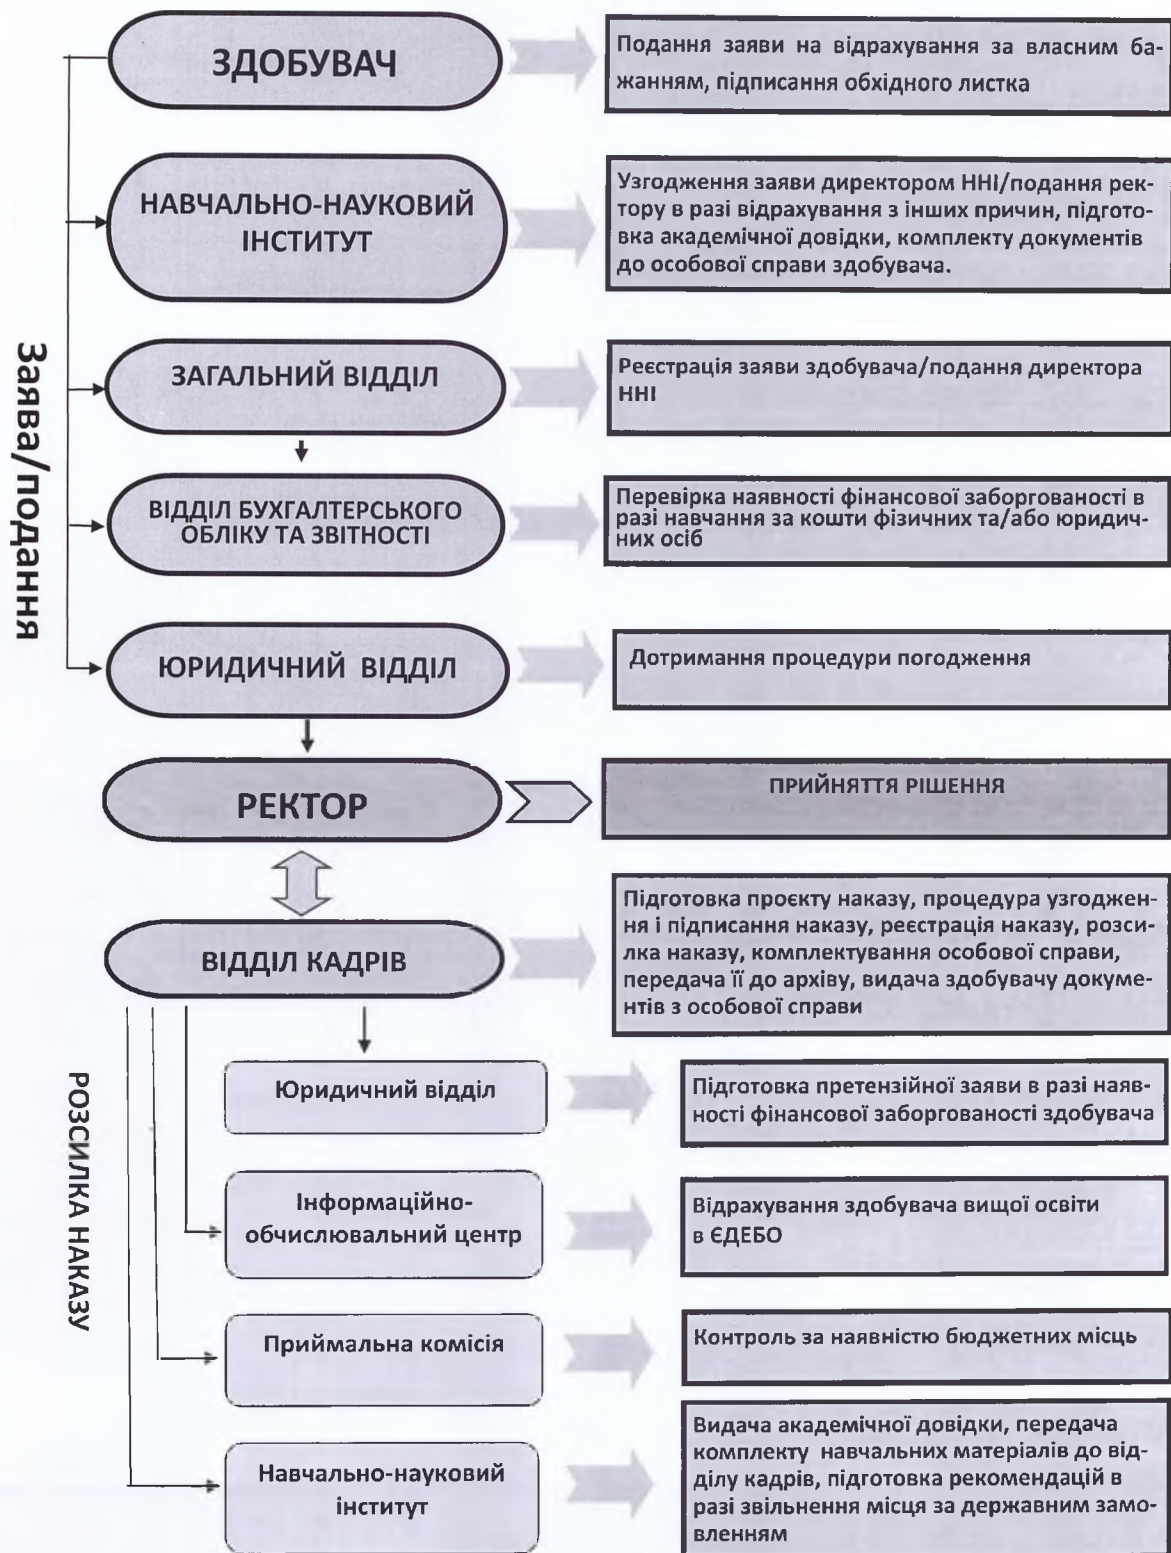 ЗДОБУВАЧ
Подання заяви на відрахування за власним ба-
жанням, підписання обхідного листка
НАВЧАЛЬНО-НАУКОВИЙ
ІНСТИТУТ
Узгодження заяви директором ННІ/подання рек-
тору в разі відрахування з інших причин, підгото-
вка академічної довідки, комплекту документів
до особової справи здобувача.
Заява/подання
ЗАГАЛЬНИЙ ВІДДІЛ
Реєстрація заяви здобувача/подання директора
ННІ
ВІДДІЛ БУХГАЛТЕРСЬКОГО
ОБЛІКУ ТА ЗВІТНОСТІ
Перевірка наявності фінансової заборгованості в
разі навчання за кошти фізичних та/або юридич-
них осіб
ЮРИДИЧНИЙ ВІДДІЛ
Дотримання процедури погодження
РЕКТОР
ПРИЙНЯТТЯ РІШЕННЯ
ВІДДІЛ КАДРІВ
Підготовка проєкту наказу, процедура узгоджен-
ня і підписання наказу, реєстрація наказу, розси-
лка наказу, комплектування особової справи,
передача її до архіву, видача здобувачу докуме-
нтів з особової справи
РОЗСИЛКА НАКАЗУ
Юридичний відділ
Підготовка претензійної заяви в разі наяв-
ності фінансової заборгованості здобувача
Інформаційно-
обчислювальний центр
Відрахування здобувача вищої освіти
в ЄДЕБО
Приймальна комісія
Контроль за наявністю бюджетних місць
Навчально-науковий
інститут
Видача академічної довідки, передача
комплекту навчальних матеріалів до від-
ділу кадрів, підготовка рекомендацій в
разі звільнення місця за державним замо-
вленням